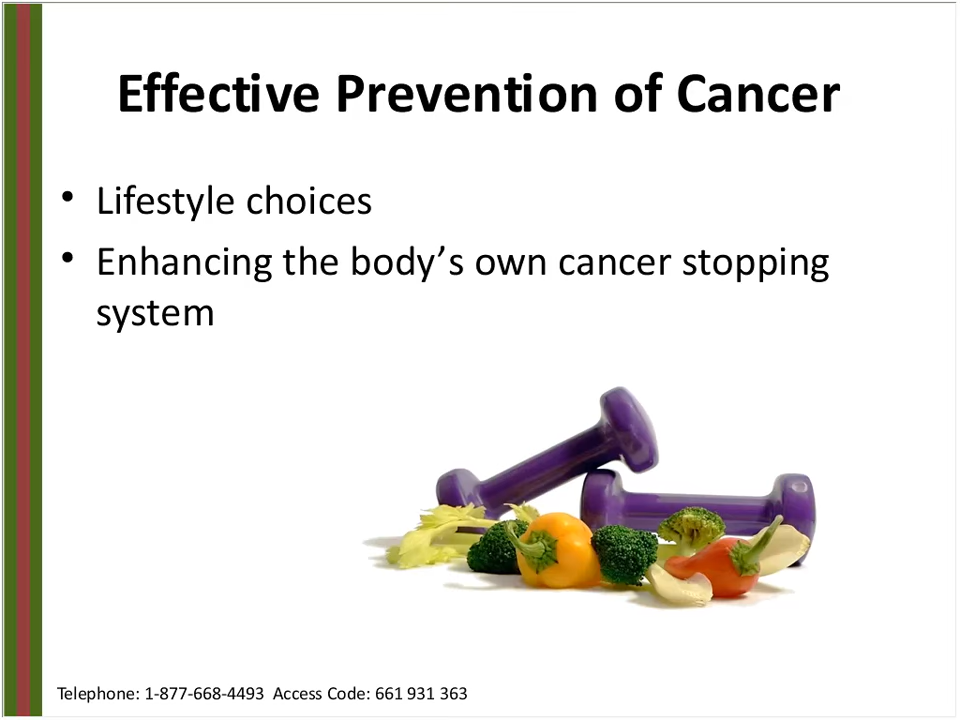 Effective Prevention of Cancer
• Lifestyle choices
• Enhancing the body’s own cancer stopping
system
Telephone: 1-877-668-4493  Access Code: 661 931 363